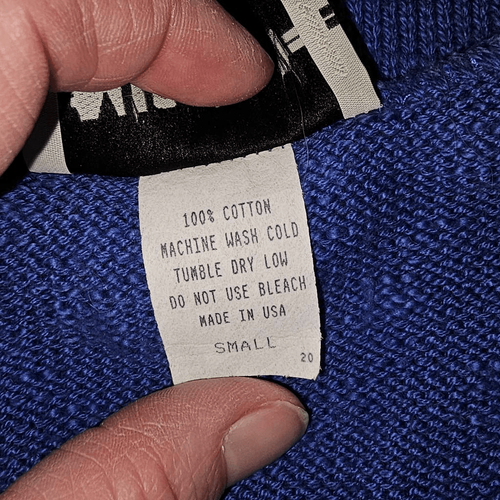 100% COTTON
MACHINE WASH COLD
TUMBLE DRY LOW
DO NOT USE BLEACH
MADE IN USA
SMALL
20